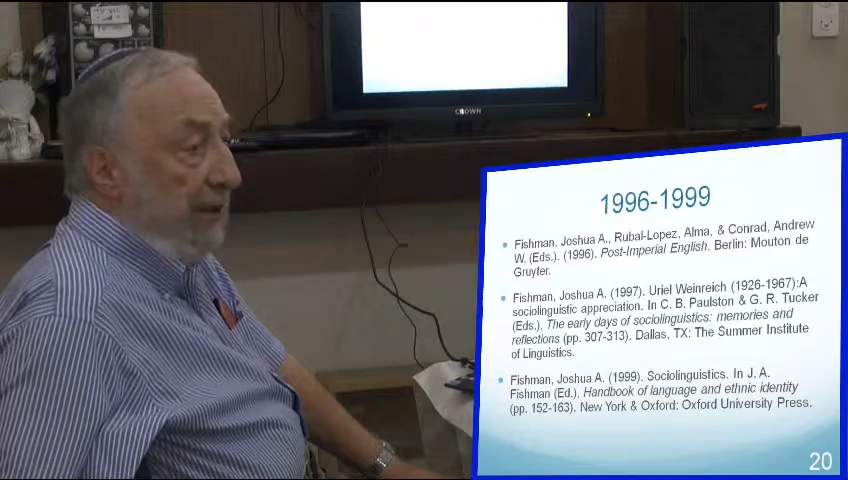 CROWN
1996-1999
Fishman, Joshua A., Rubal-Lopez, Alma, & Conrad, Andrew
W. (Eds.). (1996). Post-Imperial English. Berlin: Mouton de
Gruyter.
Fishman, Joshua A. (1997). Uriel Weinreich (1926-1967):A
sociolinguistic appreciation. In C. B. Paulston & G. R. Tucker
(Eds.), The early days of sociolinguistics: memories and
reflections (pp. 307-313). Dallas, TX: The Summer Institute
of Linguistics.
Fishman, Joshua A. (1999). Sociolinguistics. In J. A.
Fishman (Ed.), Handbook of language and ethnic identity
(pp. 152-163). New York & Oxford: Oxford University Press.
20